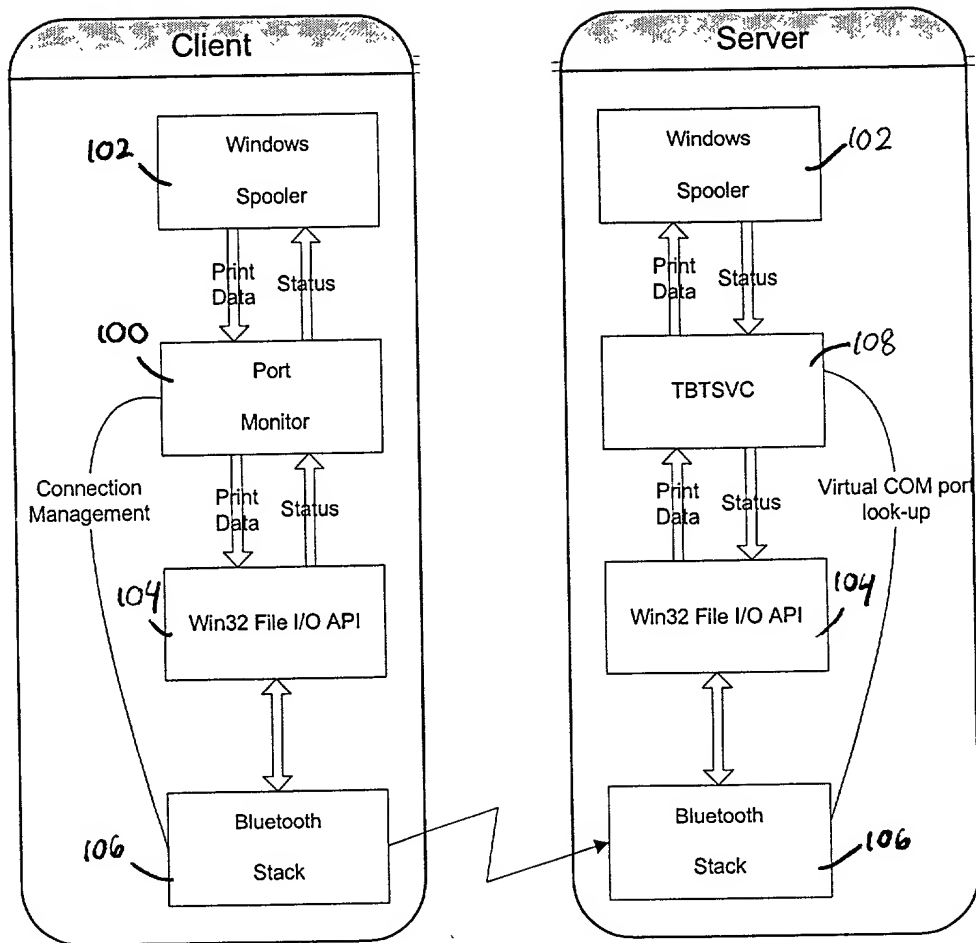 Client
102
Windows
Spooler
Print
Data
Status
100
Port
Monitor
Connection
Management
Print
Data
Status
104
Win32 File I/O API
106
Bluetooth
Stack
Server
Windows
Spooler
102
Print
Data
Status
108
TBTSVC
Print
Data
Status
Virtual COM port
look-up
104
Win32 File I/O API
Bluetooth
Stack
106